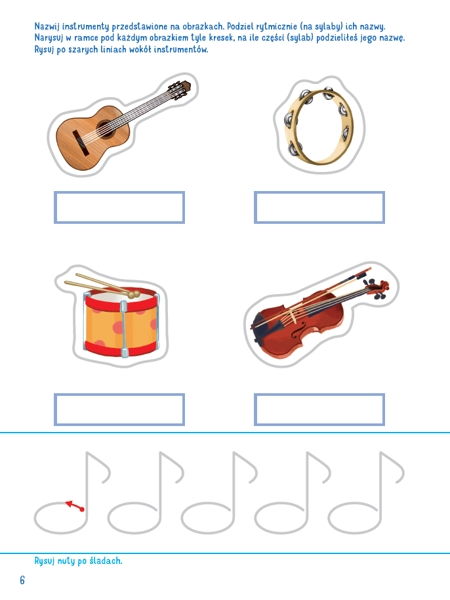 Nazwij instrumenty przedstawione na obrazkach. Podziel rytmicznie (na sylaby) ich nazwy.
Narysuj w ramce pod każdym obrazkiem tyle kresek, na ile części (sylab) podzieliłeś jego nazwę.
Rysuj po szarych liniach wokół instrumentów.
Rysuj nuty po śladach.
6